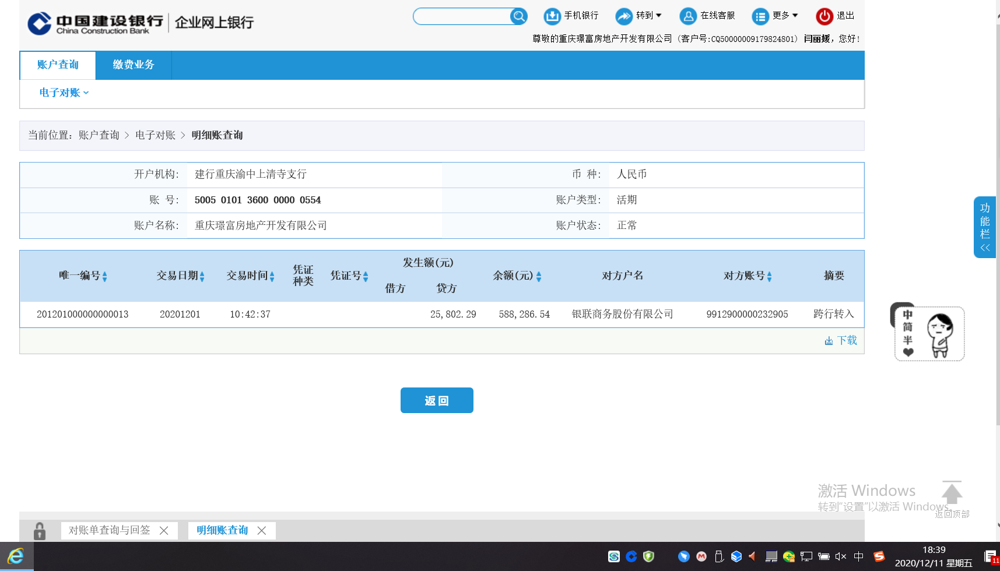 中国建设银行 企业网上银行
China Construction Bank
手机银行 转到 在线客服 更多 退出
尊敬的重庆璟富房地产开发有限公司（客户号:CQ50000009179824801）闫丽媛，您好!
账户查询 缴费业务
电子对账
当前位置：账户查询 > 电子对账 > 明细账查询
开户机构： 建行重庆渝中上清寺支行 币 种： 人民币
账 号： 5005 0101 3600 0000 0554 账户类型： 活期
账户名称： 重庆璟富房地产开发有限公司 账户状态： 正常
唯一编号 交易日期 交易时间 凭证种类 凭证号 发生额(元) 借方 贷方 余额(元) 对方户名 对方账号 摘要
201201000000000013 20201201 10:42:37 25,802.29 588,286.54 银联商务股份有限公司 9912900000232905 跨行转入
下载
返回
功能栏
<<
中
简
半
激活 Windows
转到"设置"以激活 Windows。
返回顶部
对账单查询与回签 明细账查询
中
18:39
2020/12/11 星期五
11